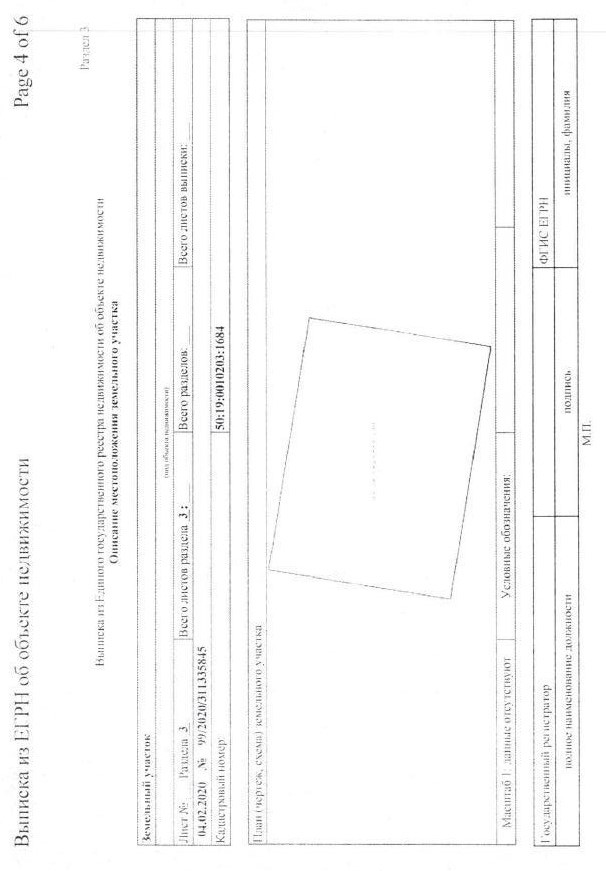 Выписка из ЕГРН об объекте недвижимости Page 4 of 6
Раздел 3
Выписка из Единого государственного реестра недвижимости об объекте недвижимости
Описание местоположения земельного участка
Земельный участок
(вид объекта недвижимости)
Лист № Раздела 3 Всего листов раздела 3 : Всего разделов: Всего листов выписки:
04.02.2020 № 99/2020/311335845
Кадастровый номер 50:19:0010203:1684
План (чертеж, схема) земельного участка
Масштаб 1: данные отсутствуют Условные обозначения:
Государственный регистратор ФГИС ЕГРН
полное наименование должности подпись инициалы, фамилия
М.П.